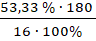 53,33 % · 180
16 · 100%